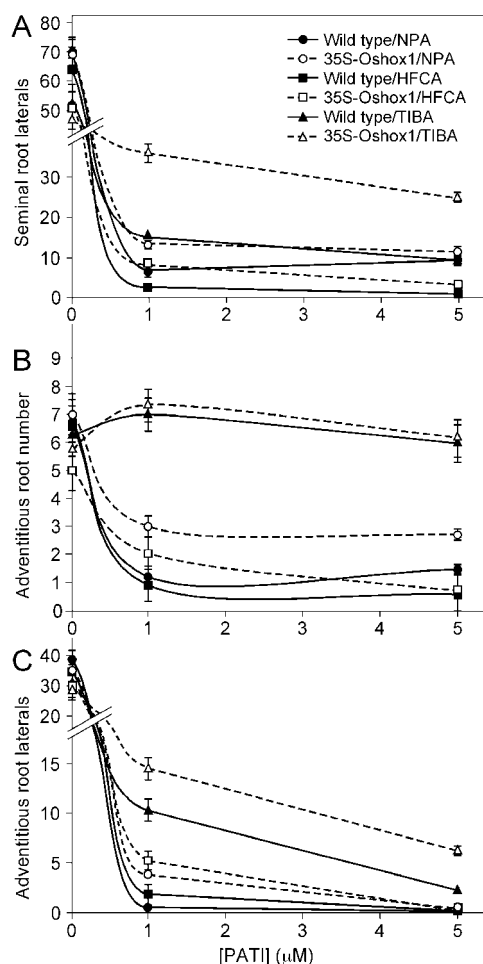 A
80
70
60
50
30
20
10
0
Seminal root laterals
Wild type/NPA
35S-Oshox1/NPA
Wild type/HFCA
35S-Oshox1/HFCA
Wild type/TIBA
35S-Oshox1/TIBA
0 1 2 3 4 5
B
9
8
7
6
5
4
3
2
1
0
Adventitious root number
0 1 2 3 4 5
C
40
30
20
15
10
5
0
Adventitious root laterals
0 1 2 3 4 5
[PATI] (μM)